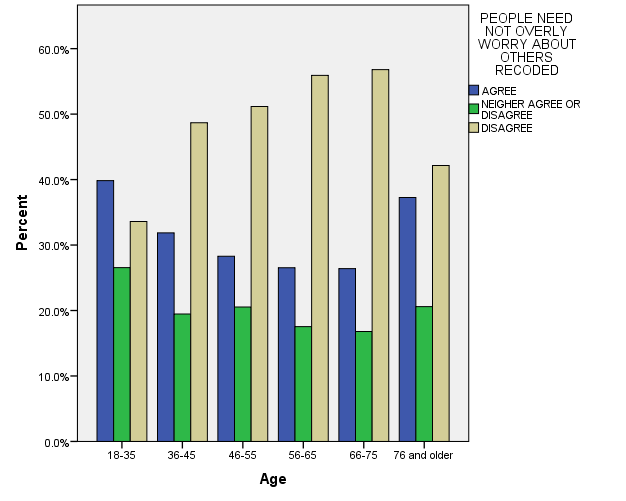 PEOPLE NEED
NOT OVERLY
WORRY ABOUT
OTHERS
RECODED
AGREE
NEIGHER AGREE OR
DISAGREE
DISAGREE
60.0%
50.0%
40.0%
30.0%
20.0%
10.0%
0.0%
Percent
18-35
36-45
46-55
56-65
66-75
76 and older
Age